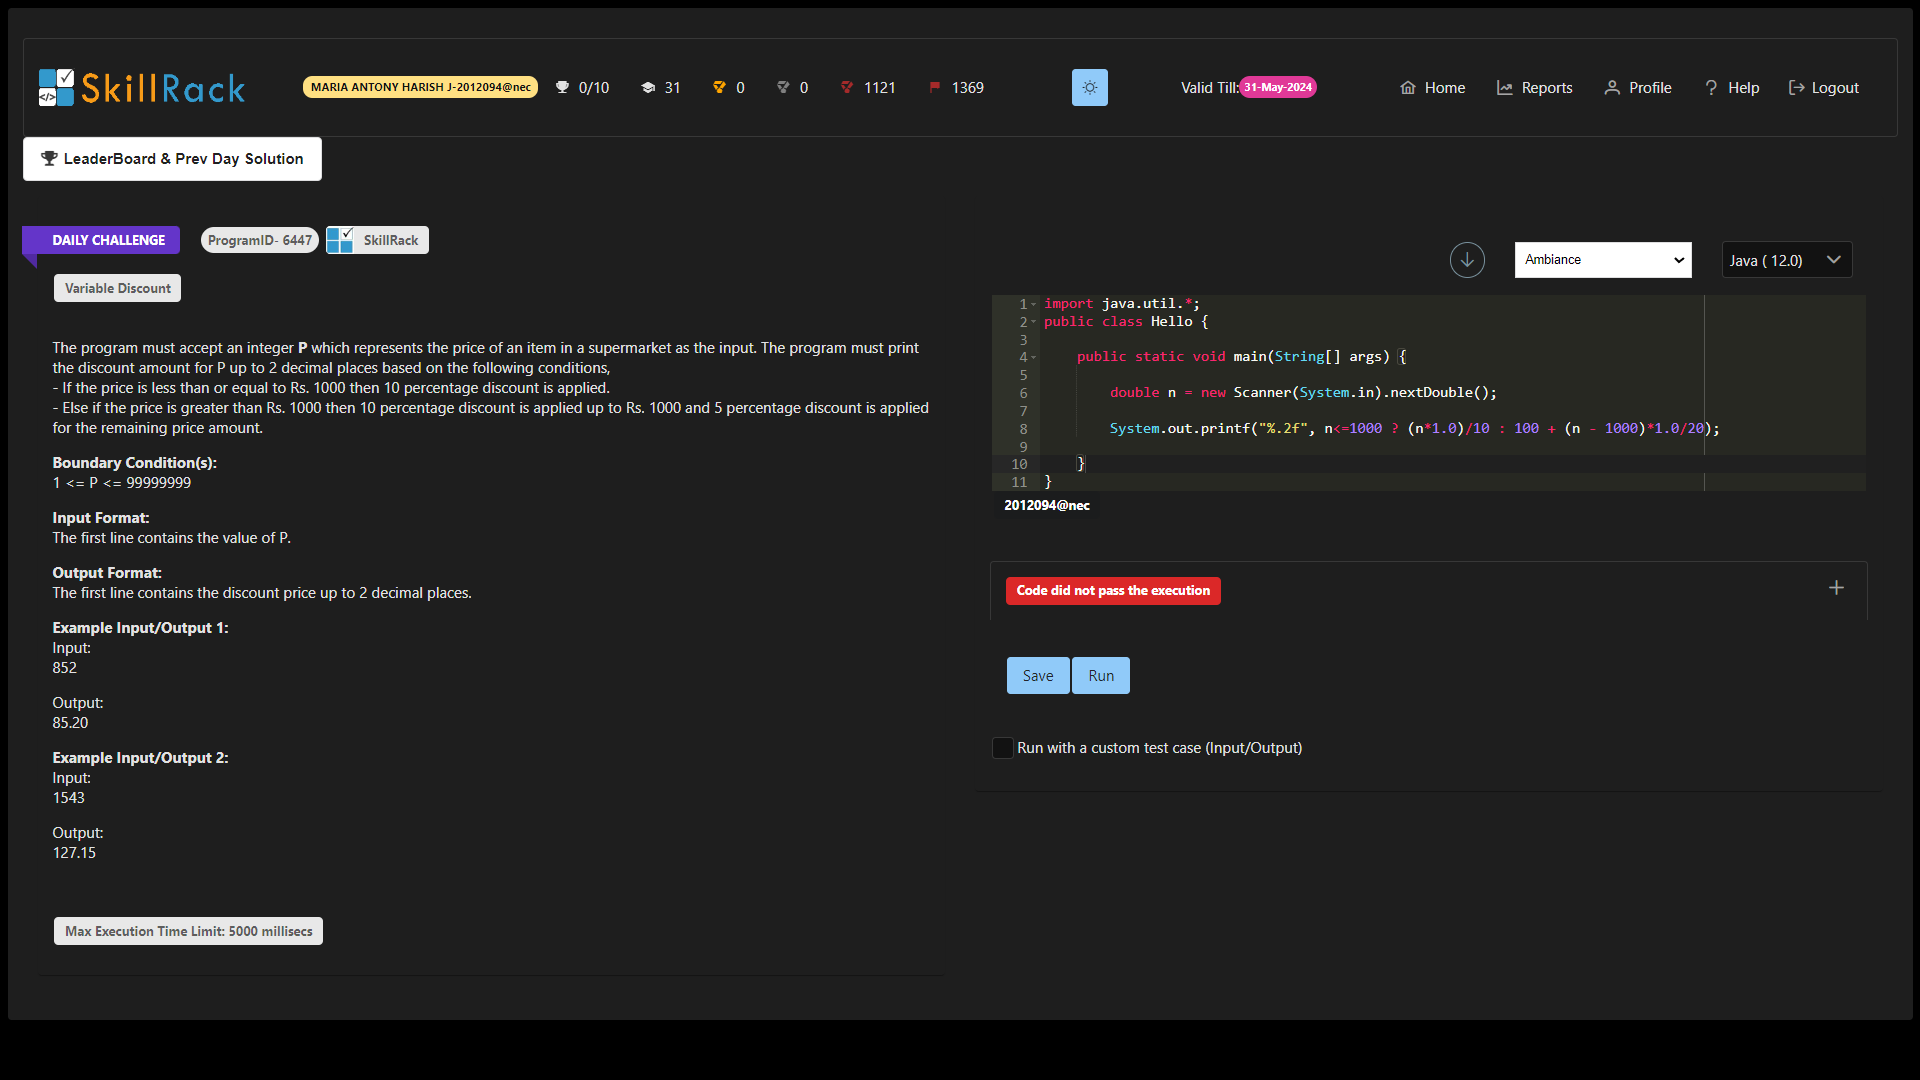 SkillRack
MARIA ANTONY HARISH J-2012094@nec
0/10
31
0
0
1121
1369
Valid Till: 31-May-2024
Home
Reports
Profile
? Help
Logout
LeaderBoard & Prev Day Solution
DAILY CHALLENGE
ProgramID- 6447
SkillRack
Variable Discount
The program must accept an integer P which represents the price of an item in a supermarket as the input. The program must print
the discount amount for P up to 2 decimal places based on the following conditions,
- If the price is less than or equal to Rs. 1000 then 10 percentage discount is applied.
- Else if the price is greater than Rs. 1000 then 10 percentage discount is applied up to Rs. 1000 and 5 percentage discount is applied
for the remaining price amount.
Boundary Condition(s):
1 <= P <= 99999999
Input Format:
The first line contains the value of P.
Output Format:
The first line contains the discount price up to 2 decimal places.
Example Input/Output 1:
Input:
852
Output:
85.20
Example Input/Output 2:
Input:
1543
Output:
127.15
Max Execution Time Limit: 5000 millisecs
Ambiance
Java ( 12.0)
1 import java.util.*;
2 public class Hello {
3
4 public static void main(String[] args) {
5
6 double n = new Scanner(System.in).nextDouble();
7
8 System.out.printf("%.2f", n<=1000 ? (n*1.0)/10 : 100 + (n - 1000)*1.0/20);
9
10 }
11 }
2012094@nec
Code did not pass the execution
+
Save
Run
Run with a custom test case (Input/Output)